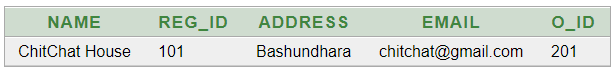 NAME REG_ID ADDRESS EMAIL O_ID
ChitChat House 101 Bashundhara chitchat@gmail.com 201